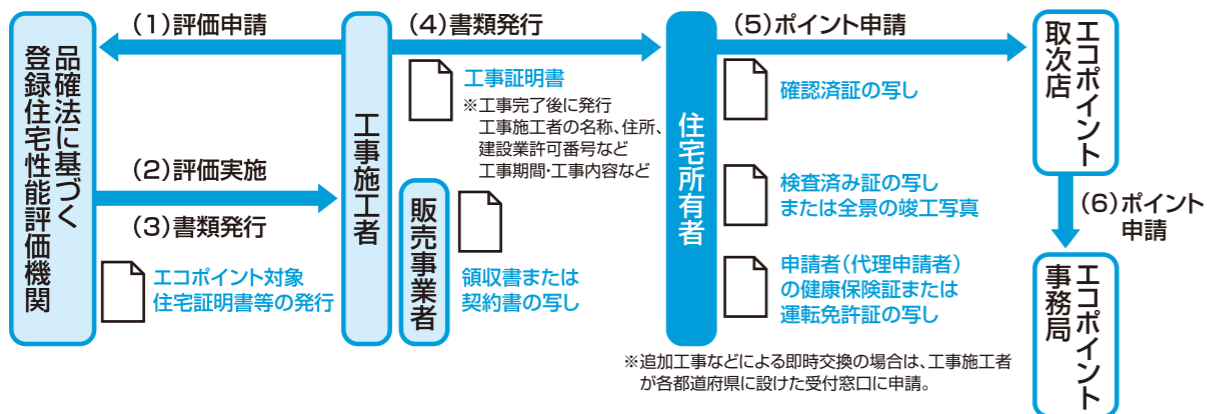 品確法に基づく
登録住宅性能評価機関
(1)評価申請
(2)評価実施
(3)書類発行
エコポイント対象
住宅証明書等の発行
工事施工者
(4)書類発行
工事証明書
※工事完了後に発行
工事施工者の名称、住所、
建設業許可番号など
工事期間・工事内容など
販売事業者
領収書または
契約書の写し
住宅所有者
(5)ポイント申請
確認済証の写し
検査済み証の写し
または全景の竣工写真
申請者(代理申請者)
の健康保険証または
運転免許証の写し
※追加工事などによる即時交換の場合は、工事施工者
が各都道府県に設けた受付窓口に申請。
エコポイント
取次店
(6)ポイント
申請
エコポイント
事務局